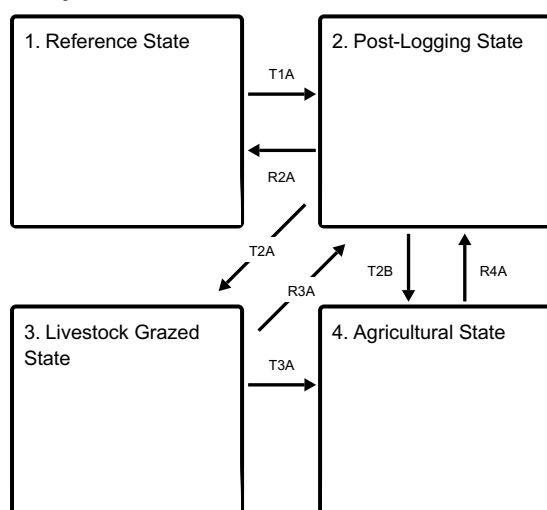 1. Reference State
2. Post-Logging State
T1A
R2A
T2A
R3A
T2B
R4A
3. Livestock Grazed
State
4. Agricultural State
T3A